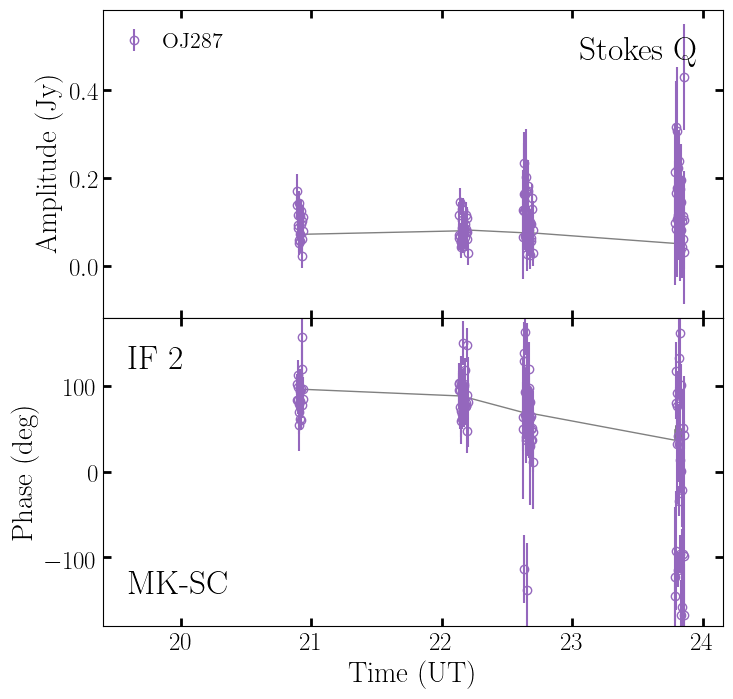 OJ287
Stokes Q
Amplitude (Jy)
0.4
0.2
0.0
IF 2
Phase (deg)
100
0
−100
MK-SC
20 21 22 23 24
Time (UT)